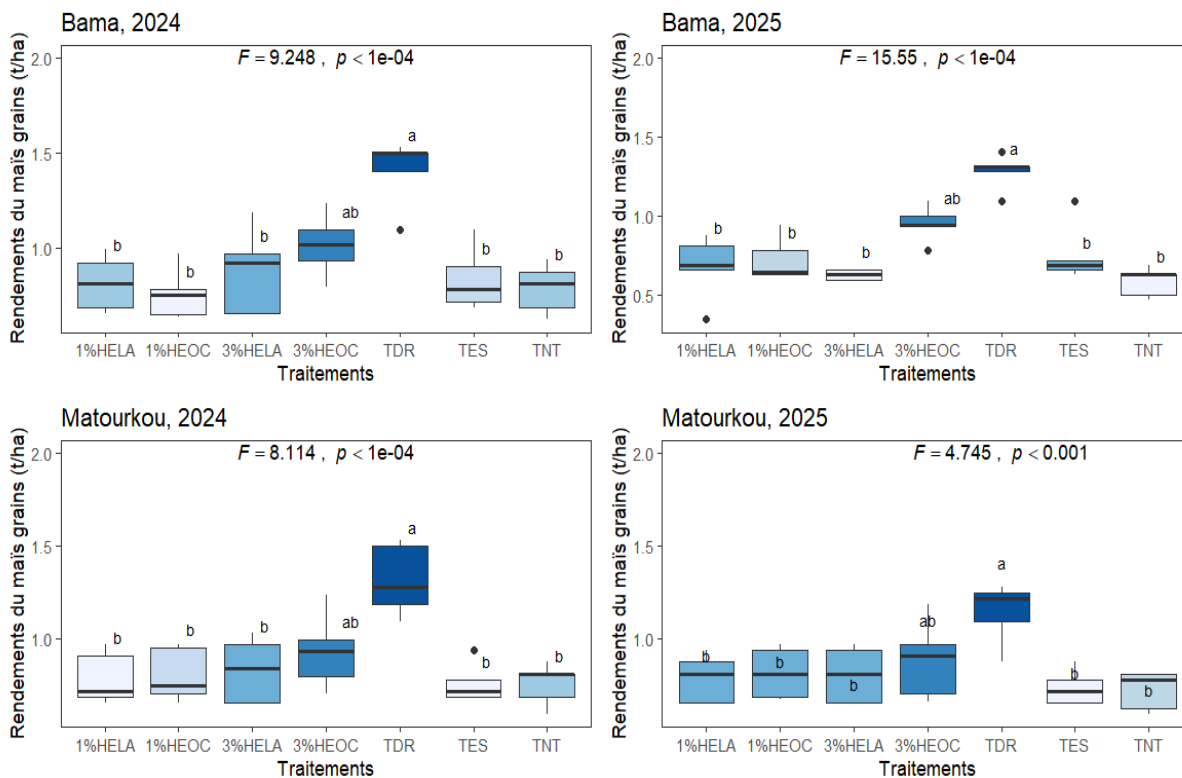 Bama, 2024
F = 9.248 , p < 1e-04
Rendements du maïs grains (t/ha)
2.0
1.5
1.0
b
b
b
ab
a
b
b
1%HELA 1%HEOC 3%HELA 3%HEOC TDR TES TNT
Traitements
Bama, 2025
F = 15.55 , p < 1e-04
Rendements du maïs grains (t/ha)
2.0
1.5
1.0
0.5
b
b
b
ab
a
b
b
1%HELA 1%HEOC 3%HELA 3%HEOC TDR TES TNT
Traitements
Matourkou, 2024
F = 8.114 , p < 1e-04
Rendements du maïs grains (t/ha)
2.0
1.5
1.0
b
b
b
ab
a
b
b
1%HELA 1%HEOC 3%HELA 3%HEOC TDR TES TNT
Traitements
Matourkou, 2025
F = 4.745 , p < 0.001
Rendements du maïs grains (t/ha)
2.0
1.5
1.0
b
b
b
ab
a
b
b
1%HELA 1%HEOC 3%HELA 3%HEOC TDR TES TNT
Traitements